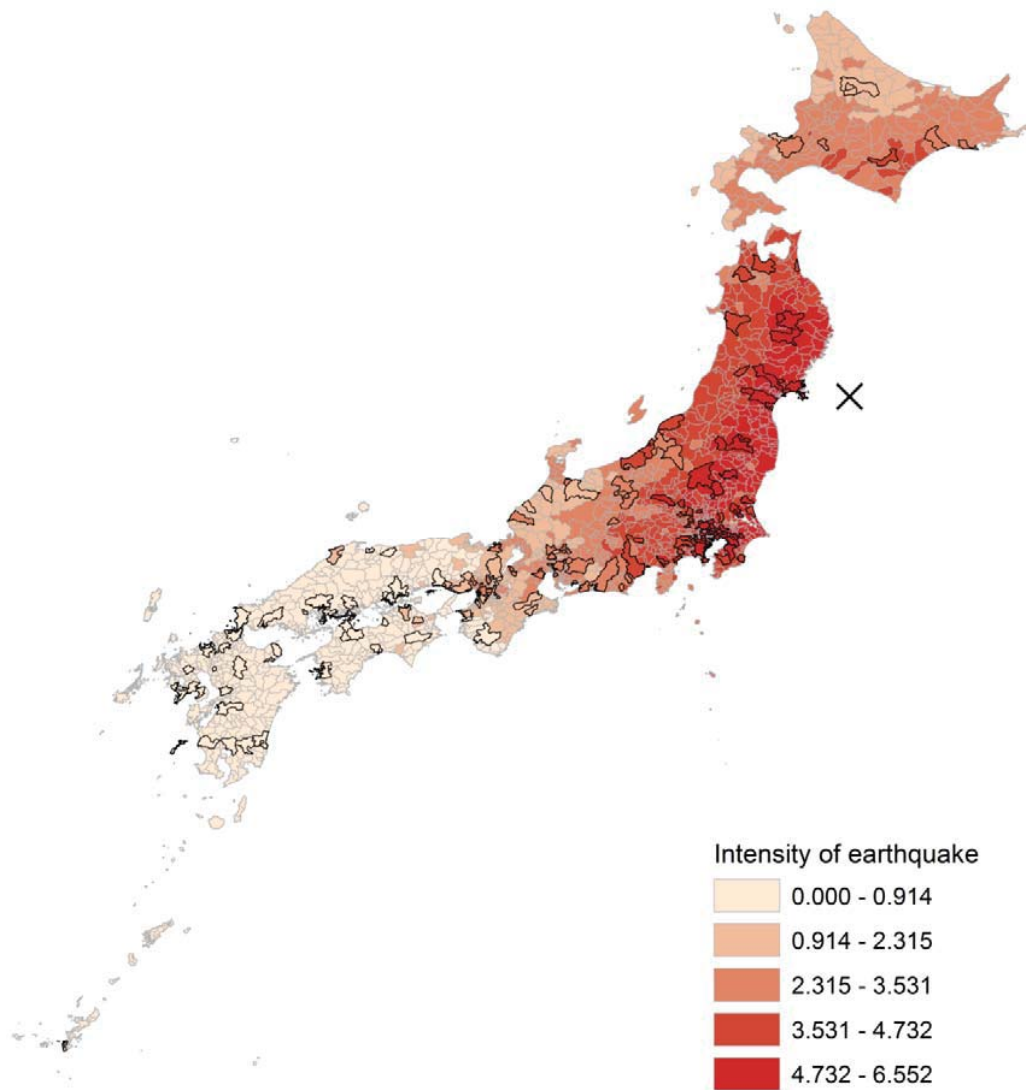 Intensity of earthquake
0.000 - 0.914
0.914 - 2.315
2.315 - 3.531
3.531 - 4.732
4.732 - 6.552